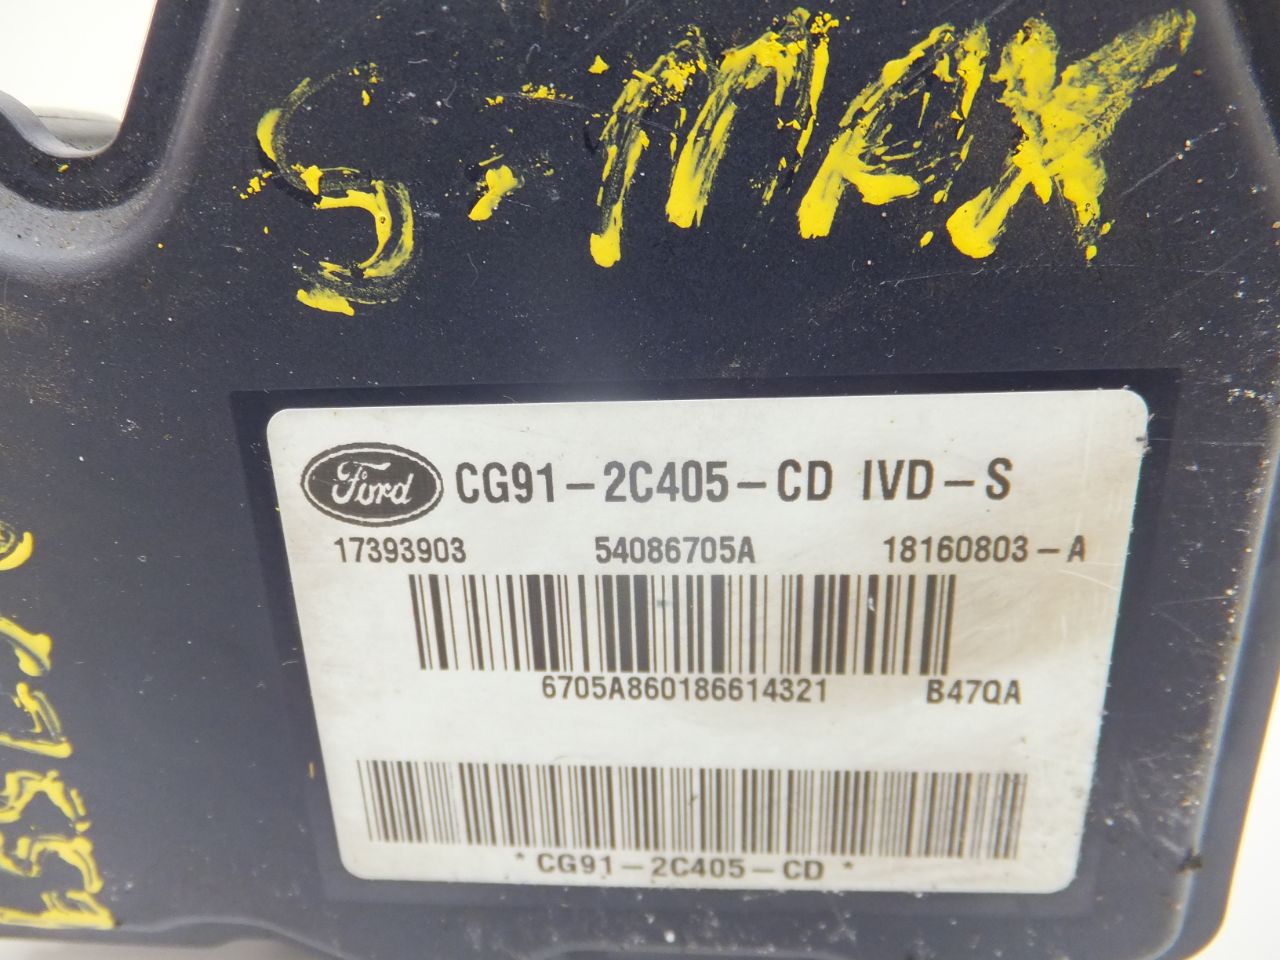 S-MAX
Ford CG91-2C405-CD IVD-S
17393903 54086705A 18160803-A
6705A860186614321 B47QA
* CG91-2C405-CD *